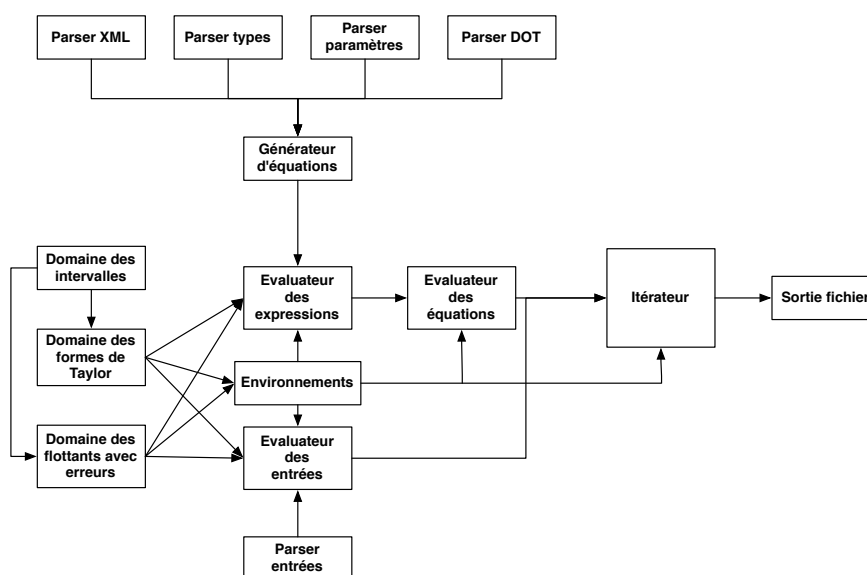 Parser XML
Parser types
Parser
paramètres
Parser DOT
Générateur
d'équations
Domaine des
intervalles
Evaluateur
des
expressions
Evaluateur
des
équations
Itérateur
Sortie fichier
Domaine des
formes de
Taylor
Environnements
Domaine des
flottants avec
erreurs
Evaluateur
des
entrées
Parser
entrées